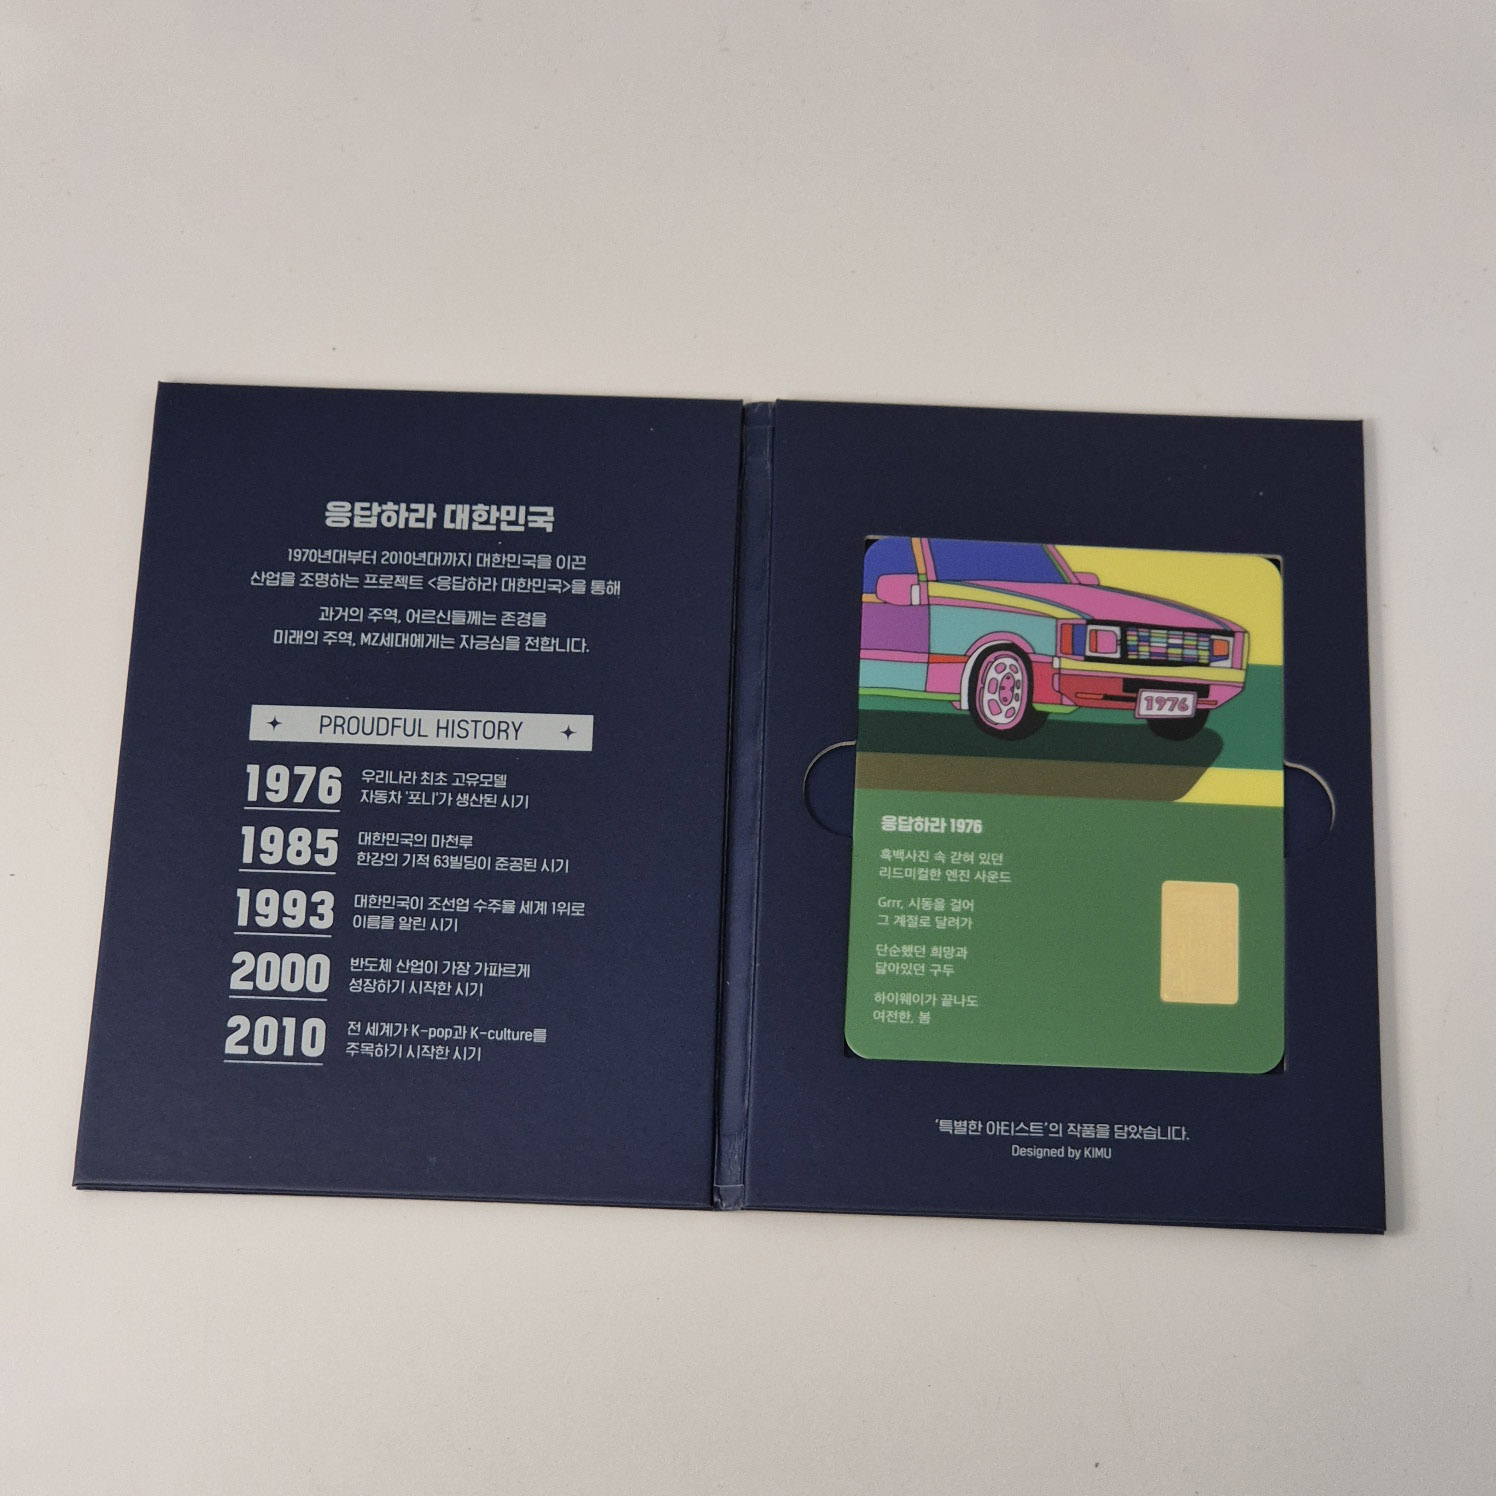 응답하라 대한민국
1970년대부터 2010년대까지 대한민국을 이끈
산업을 조명하는 프로젝트 <응답하라 대한민국>을 통해
과거의 주역, 어르신들께는 존경을
미래의 주역, MZ세대에게는 자긍심을 전합니다.
PROUDFUL HISTORY
1976 우리나라 최초 고유모델
자동차 '포니'가 생산된 시기
1985 대한민국의 마천루
한강의 기적 63빌딩이 준공된 시기
1993 대한민국이 조선업 수주율 세계 1위로
이름을 알린 시기
2000 반도체 산업이 가장 가파르게
성장하기 시작한 시기
2010 전 세계가 K-pop과 K-culture를
주목하기 시작한 시기
1976
응답하라 1976
흑백사진 속 갇혀 있던
리드미컬한 엔진 사운드
Grrr, 시동을 걸어
그 계절로 달려가
단순했던 희망과
닮아있던 구두
하이웨이가 끝나도
여전한, 봄
'특별한 아티스트'의 작품을 담았습니다.
Designed by KIMU